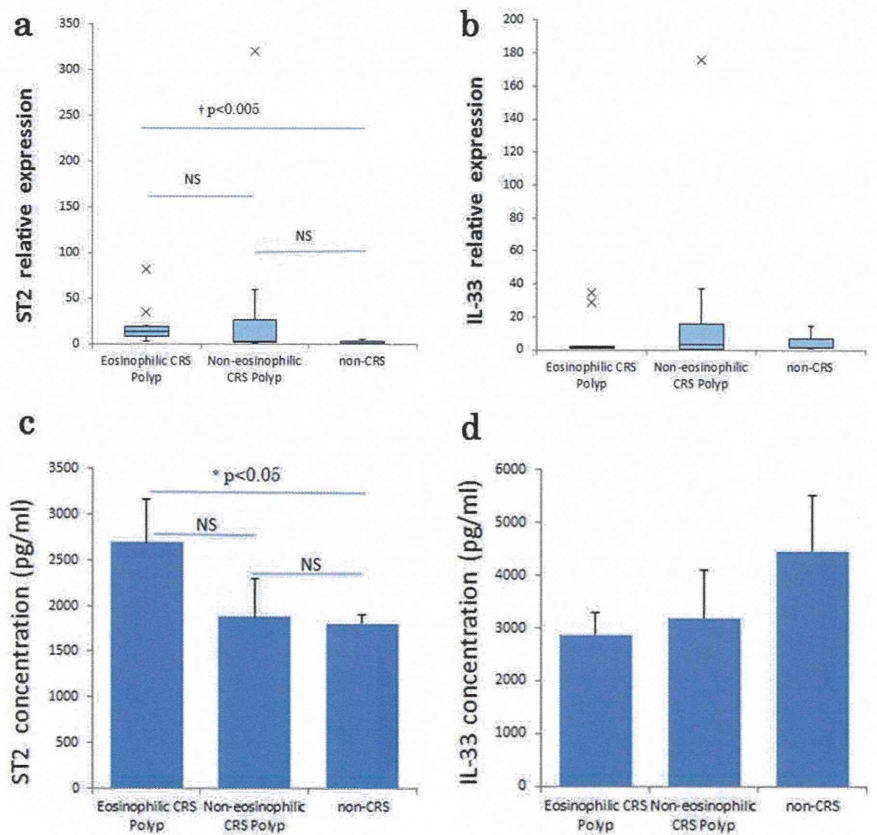 a
350
300
250
200
150
100
50
0
ST2 relative expression
† p<0.005
NS
NS
Eosinophilic CRS
Polyp
Non-eosinophilic
CRS Polyp
non-CRS
b
200
180
160
140
120
100
80
60
40
20
0
IL-33 relative expression
Eosinophilic CRS
Polyp
Non-eosinophilic
CRS Polyp
non-CRS
c
3500
3000
2500
2000
1500
1000
500
0
ST2 concentration (pg/ml)
* p<0.05
NS
NS
Eosinophilic CRS
Polyp
Non-eosinophilic
CRS Polyp
non-CRS
d
6000
5000
4000
3000
2000
1000
0
IL-33 concentration (pg/ml)
Eosinophilic CRS
Polyp
Non-eosinophilic
CRS Polyp
non-CRS